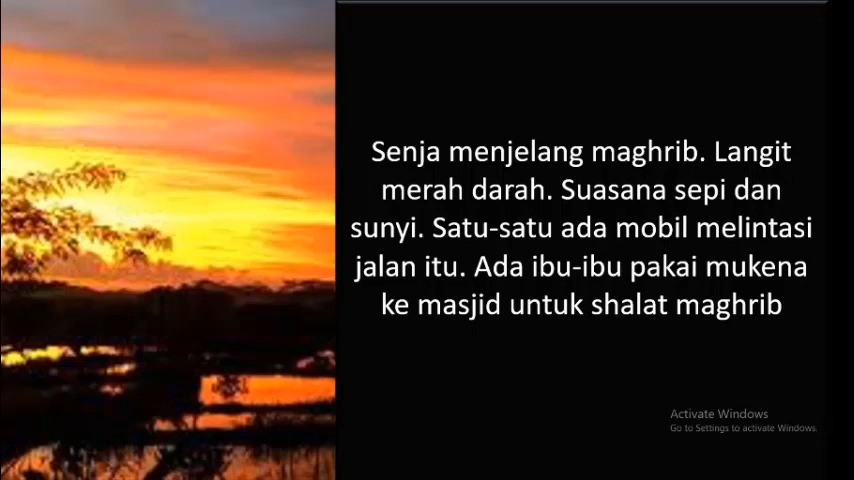 Senja menjelang maghrib. Langit
merah darah. Suasana sepi dan
sunyi. Satu-satu ada mobil melintasi
jalan itu. Ada ibu-ibu pakai mukena
ke masjid untuk shalat maghrib
Activate Windows
Go to Settings to activate Windows.